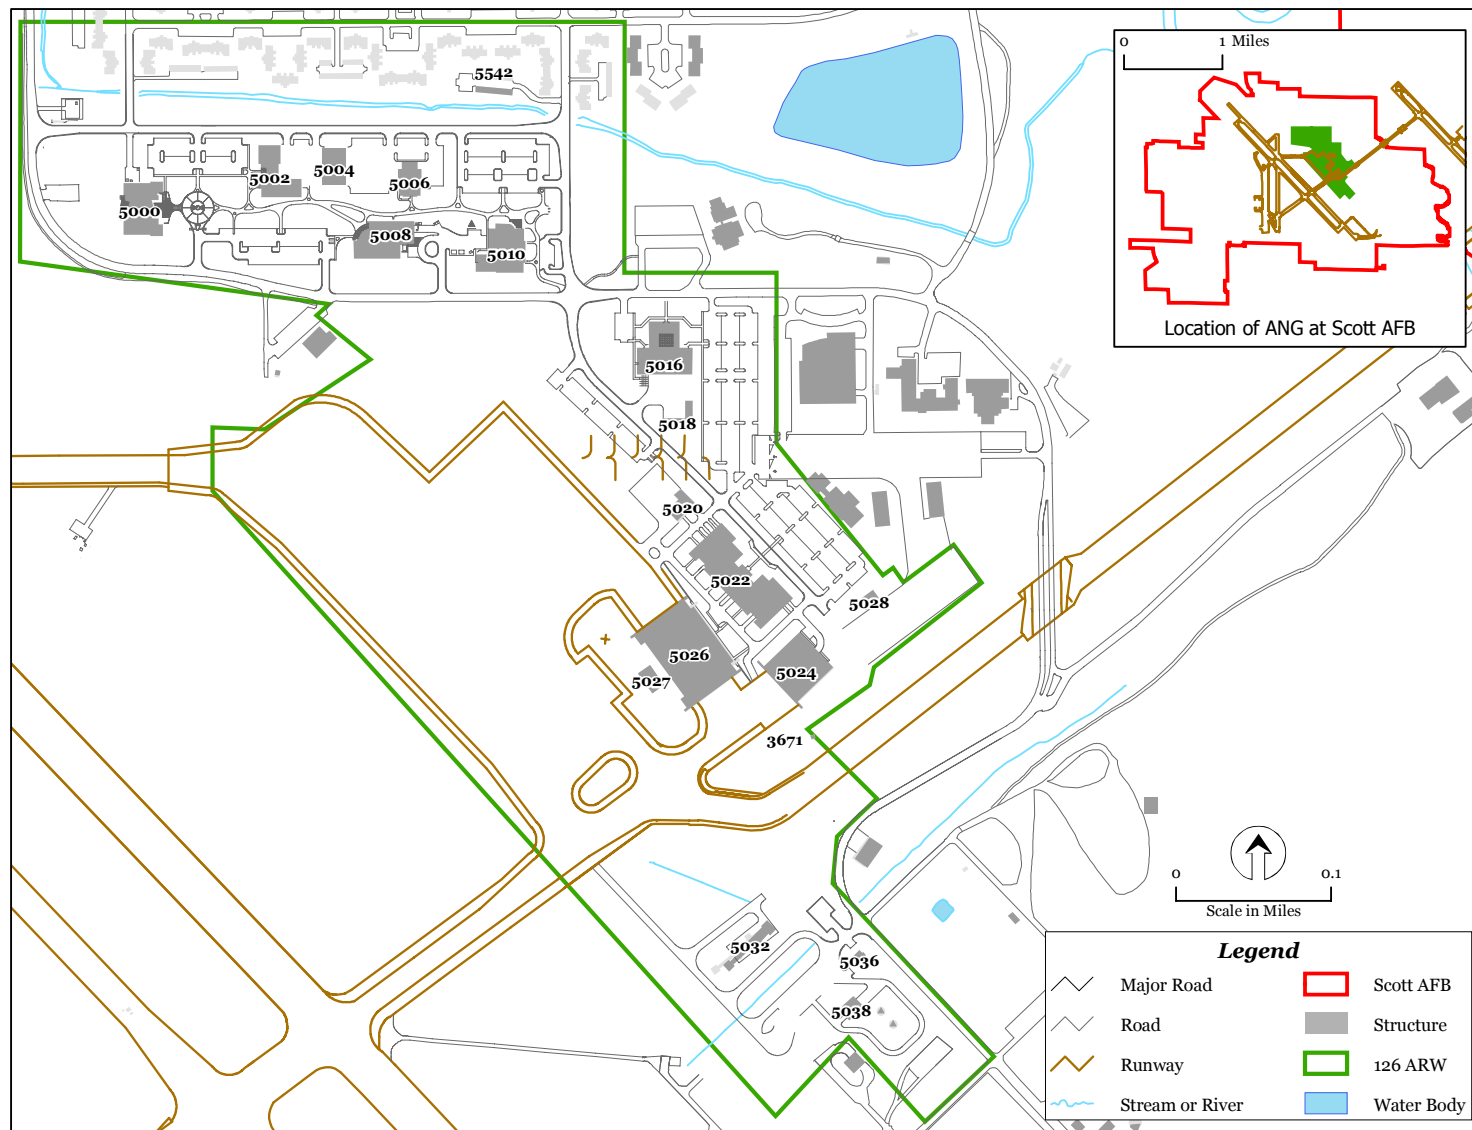 0 1 Miles
Location of ANG at Scott AFB
5542
5002
5004
5006
5000
5008
5010
5016
5018
5020
5022
5028
5026
5027
5024
3671
5032
5036
5038
0 0.1
Scale in Miles
Legend
Major Road
Road
Runway
Stream or River
Scott AFB
Structure
126 ARW
Water Body